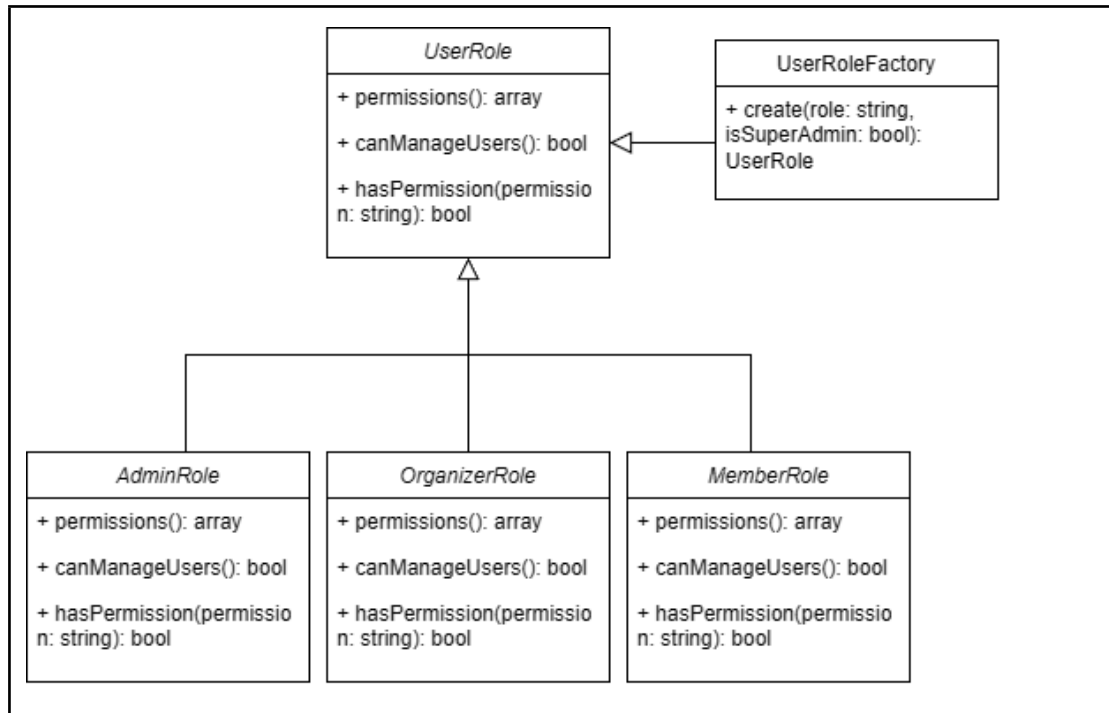 UserRole
+ permissions(): array
+ canManageUsers(): bool
+ hasPermission(permissio
n: string): bool
UserRoleFactory
+ create(role: string,
isSuperAdmin: bool):
UserRole
AdminRole
+ permissions(): array
+ canManageUsers(): bool
+ hasPermission(permissio
n: string): bool
OrganizerRole
+ permissions(): array
+ canManageUsers(): bool
+ hasPermission(permissio
n: string): bool
MemberRole
+ permissions(): array
+ canManageUsers(): bool
+ hasPermission(permissio
n: string): bool